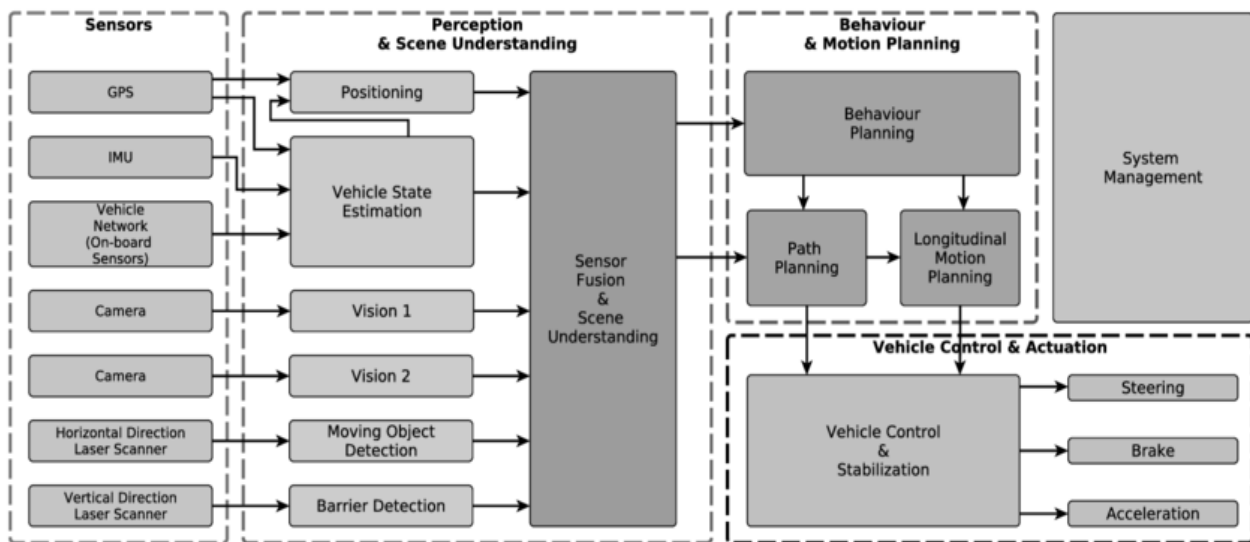 Sensors
GPS
IMU
Vehicle
Network
(On-board
Sensors)
Camera
Camera
Horizontal Direction
Laser Scanner
Vertical Direction
Laser Scanner
Perception
& Scene Understanding
Positioning
Vehicle State
Estimation
Vision 1
Vision 2
Moving Object
Detection
Barrier Detection
Sensor
Fusion
&
Scene
Understanding
Behaviour
& Motion Planning
Behaviour
Planning
Path
Planning
Longitudinal
Motion
Planning
System
Management
Vehicle Control & Actuation
Vehicle Control
&
Stabilization
Steering
Brake
Acceleration